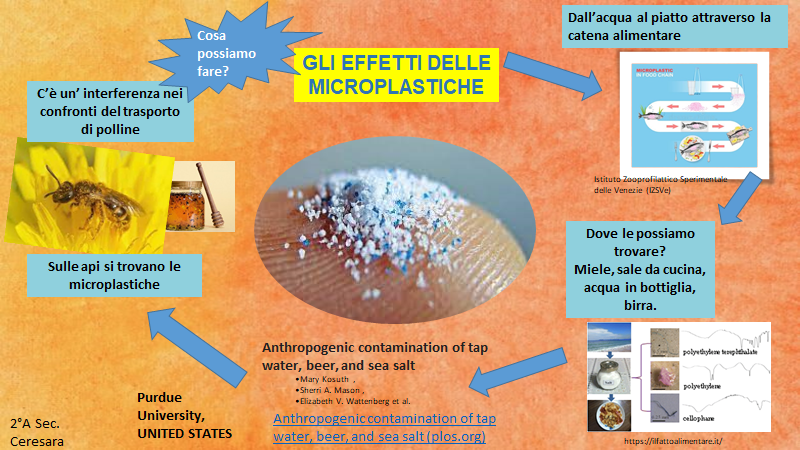 Cosa
possiamo
fare?
GLI EFFETTI DELLE
MICROPLASTICHE
Dall’acqua al piatto attraverso la
catena alimentare
MICROPLASTIC
IN FOOD CHAIN
Istituto Zooprofilattico Sperimentale
delle Venezie (IZSVe)
C’è un’ interferenza nei
confronti del trasporto
di polline
Sulle api si trovano le
microplastiche
Dove le possiamo
trovare?
Miele, sale da cucina,
acqua in bottiglia,
birra.
polyethylene terephthalate
polyethylene
cellophane
https://ilfattoalimentare.it/
Anthropogenic contamination of tap
water, beer, and sea salt
•Mary Kosuth ,
•Sherri A. Mason ,
•Elizabeth V. Wattenberg et al.
Anthropogenic contamination of tap
water, beer, and sea salt (plos.org)
Purdue
University,
UNITED STATES
2°A Sec.
Ceresara